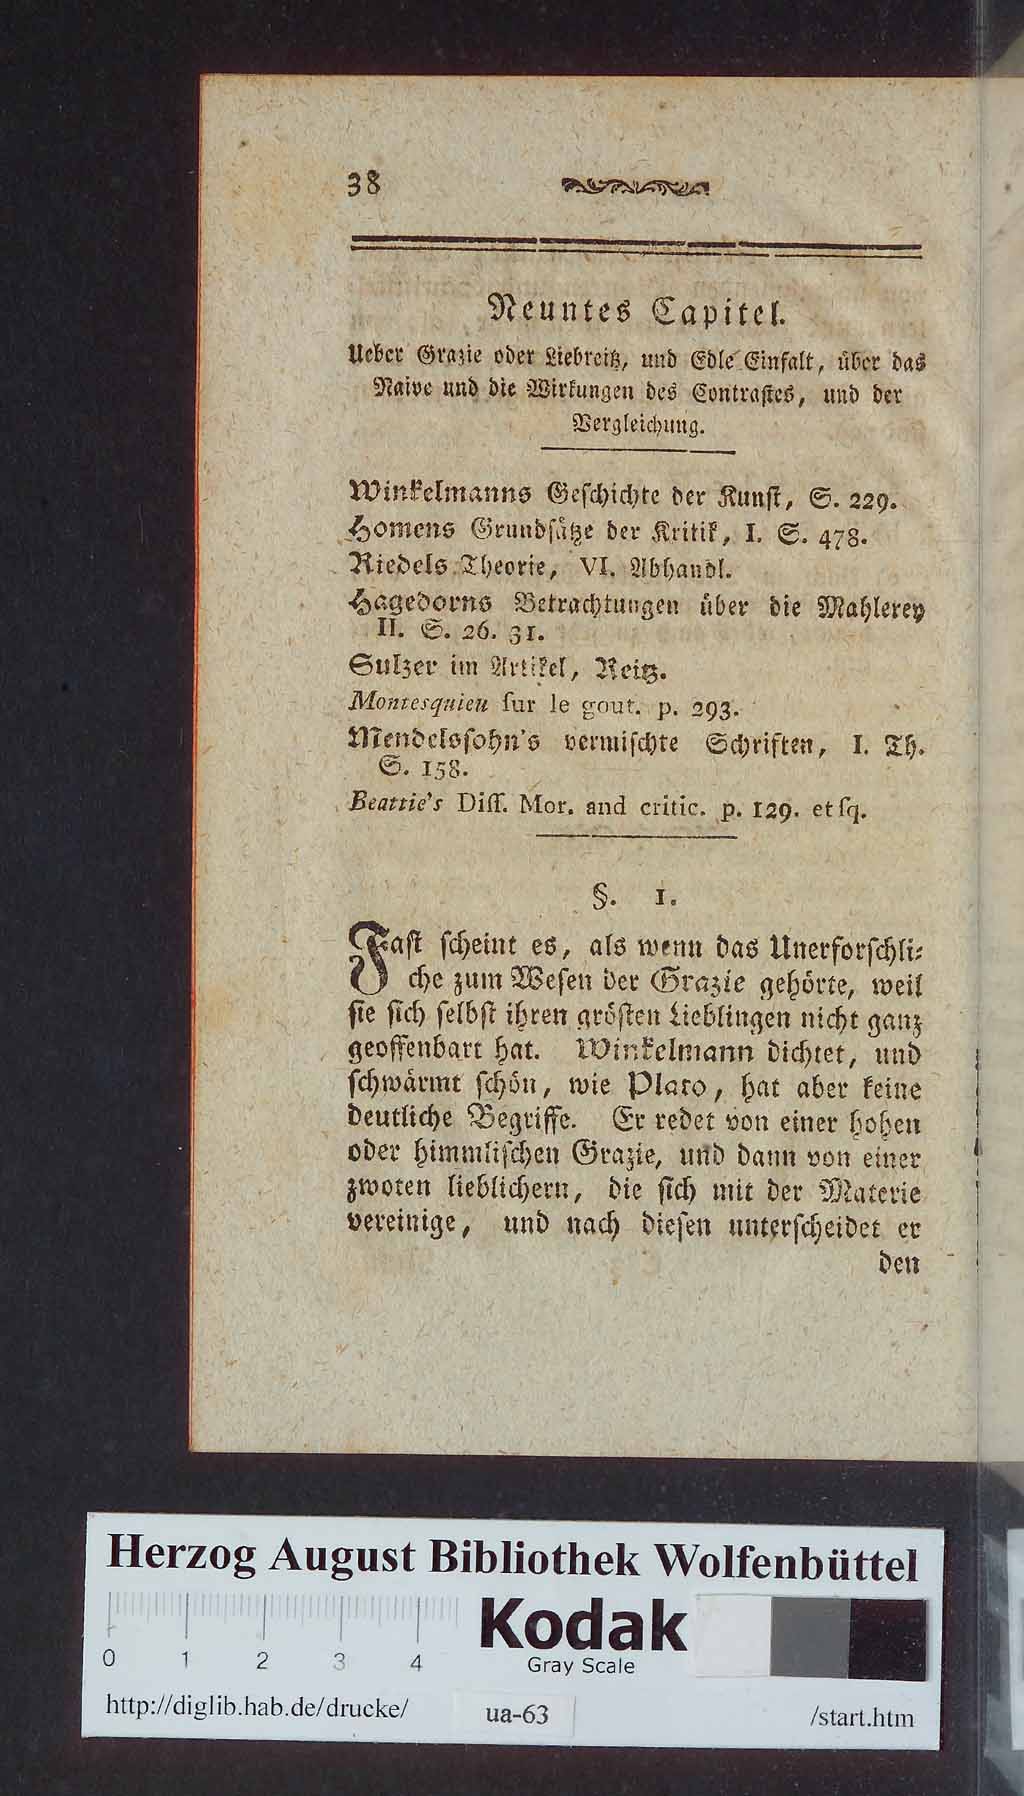 38
Neuntes Capitel.
Ueber Grazie oder Liebreitz, und Edle Einfalt, über das
Naive und die Wirkungen des Contrastes, und der
Vergleichung.
Winkelmanns Geschichte der Kunst, S. 229.
Homens Grundsätze der Kritik, I. S. 478.
Riedels Theorie, VI. Abhandl.
Hagedorns Betrachtungen über die Mahlerey
II. S. 26. 31.
Sulzer im Artikel, Reitz.
Montesquieu sur le gout. p. 293.
Mendelssohn's vermischte Schriften, I. Th.
S. 158.
Beattie's Diss. Mor. and critic. p. 129. et sq.
§. 1.
Fast scheint es, als wenn das Unerforschli-
che zum Wesen der Grazie gehörte, weil
sie sich selbst ihren grösten Lieblingen nicht ganz
geoffenbart hat. Winkelmann dichtet, und
schwärmt schön, wie Plato, hat aber keine
deutliche Begriffe. Er redet von einer hohen
oder himmlischen Grazie, und dann von einer
zwoten lieblichern, die sich mit der Materie
vereinige, und nach diesen unterscheidet er
den
Herzog August Bibliothek Wolfenbüttel
0 1 2 3 4
Kodak
Gray Scale
http://diglib.hab.de/drucke/ ua-63 /start.htm